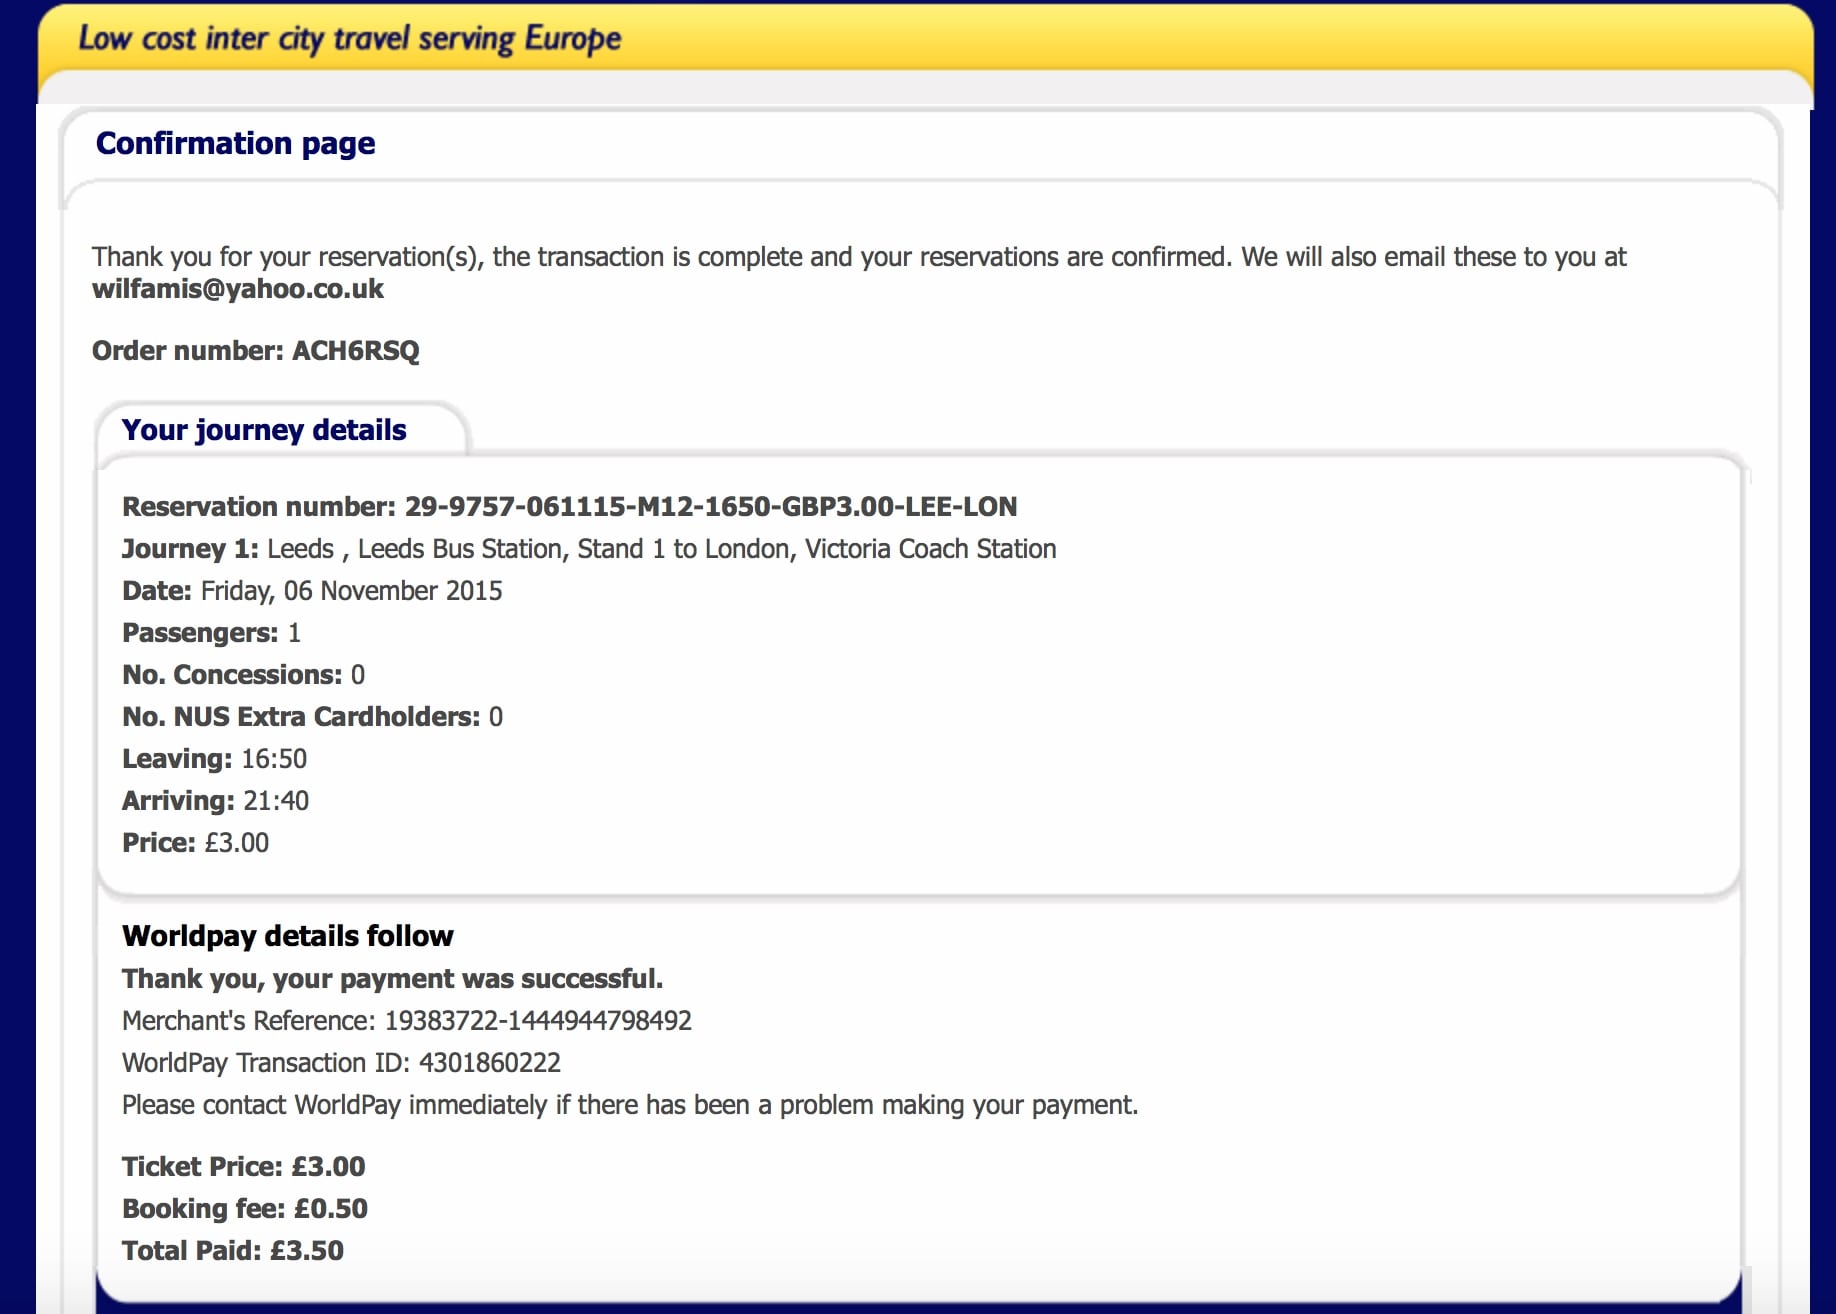 Low cost inter city travel serving Europe
Confirmation page
Thank you for your reservation(s), the transaction is complete and your reservations are confirmed. We will also email these to you at
wilfamis@yahoo.co.uk
Order number: ACH6RSQ
Your journey details
Reservation number: 29-9757-061115-M12-1650-GBP3.00-LEE-LON
Journey 1: Leeds , Leeds Bus Station, Stand 1 to London, Victoria Coach Station
Date: Friday, 06 November 2015
Passengers: 1
No. Concessions: 0
No. NUS Extra Cardholders: 0
Leaving: 16:50
Arriving: 21:40
Price: £3.00
Worldpay details follow
Thank you, your payment was successful.
Merchant's Reference: 19383722-1444944798492
WorldPay Transaction ID: 4301860222
Please contact WorldPay immediately if there has been a problem making your payment.
Ticket Price: £3.00
Booking fee: £0.50
Total Paid: £3.50